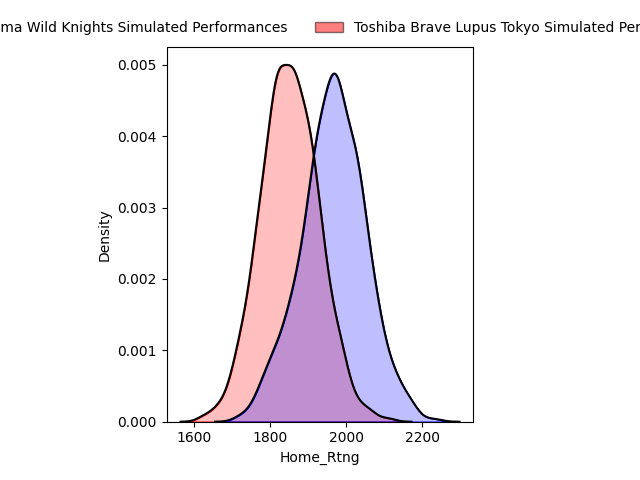 ma Wild Knights Simulated Performances
Toshiba Brave Lupus Tokyo Simulated Per
0.005
0.004
0.003
0.002
0.001
0.000
Density
1600 1800 2000 2200
Home_Rtng